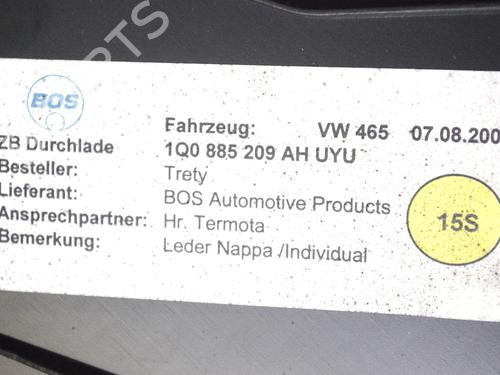 BOS
Fahrzeug: VW 465 07.08.200
ZB Durchlade 1Q0 885 209 AH UYU
Besteller: Trety
Lieferant: BOS Automotive Products
Ansprechpartner: Hr. Termota
Bemerkung: Leder Nappa /Individual
15S
PARTS